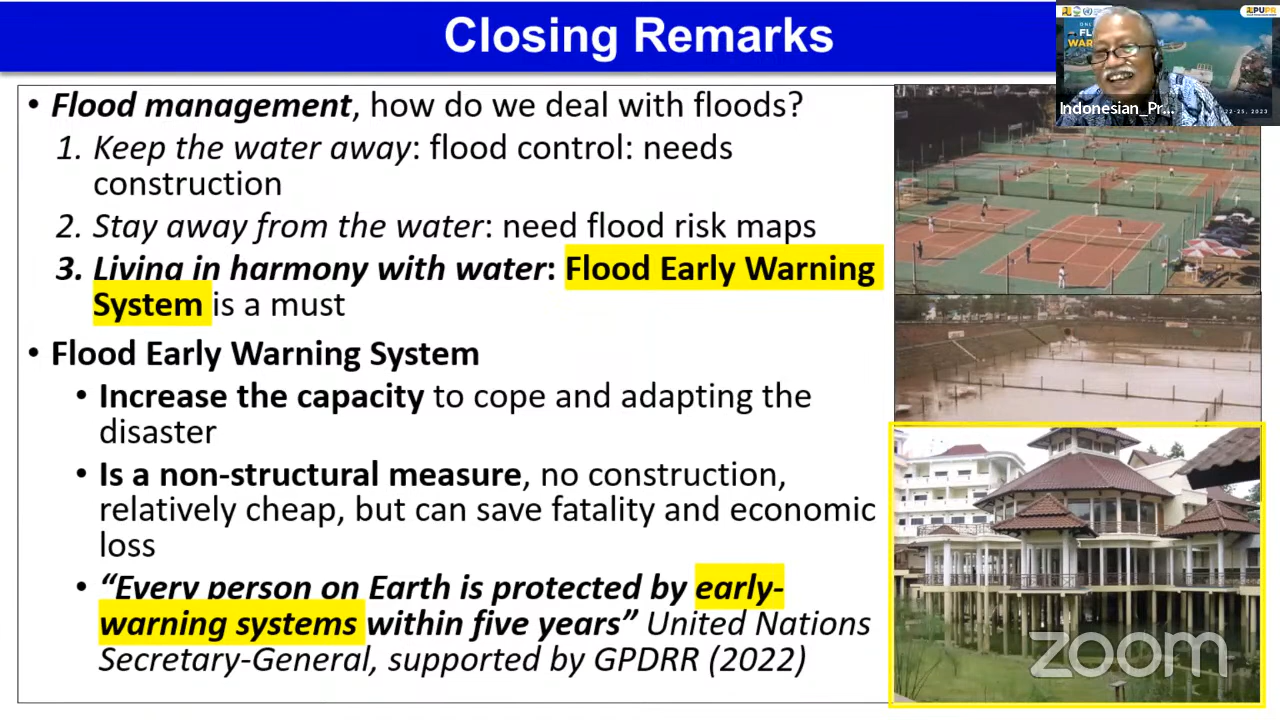 Closing Remarks
• Flood management, how do we deal with floods?
1. Keep the water away: flood control: needs
construction
2. Stay away from the water: need flood risk maps
3. Living in harmony with water: Flood Early Warning
System is a must
• Flood Early Warning System
• Increase the capacity to cope and adapting the
disaster
• Is a non-structural measure, no construction,
relatively cheap, but can save fatality and economic
loss
• “Every person on Earth is protected by early-
warning systems within five years” United Nations
Secretary-General, supported by GPDRR (2022)
PUPR
Indonesian_Pr...
22-25, 2023
zoom